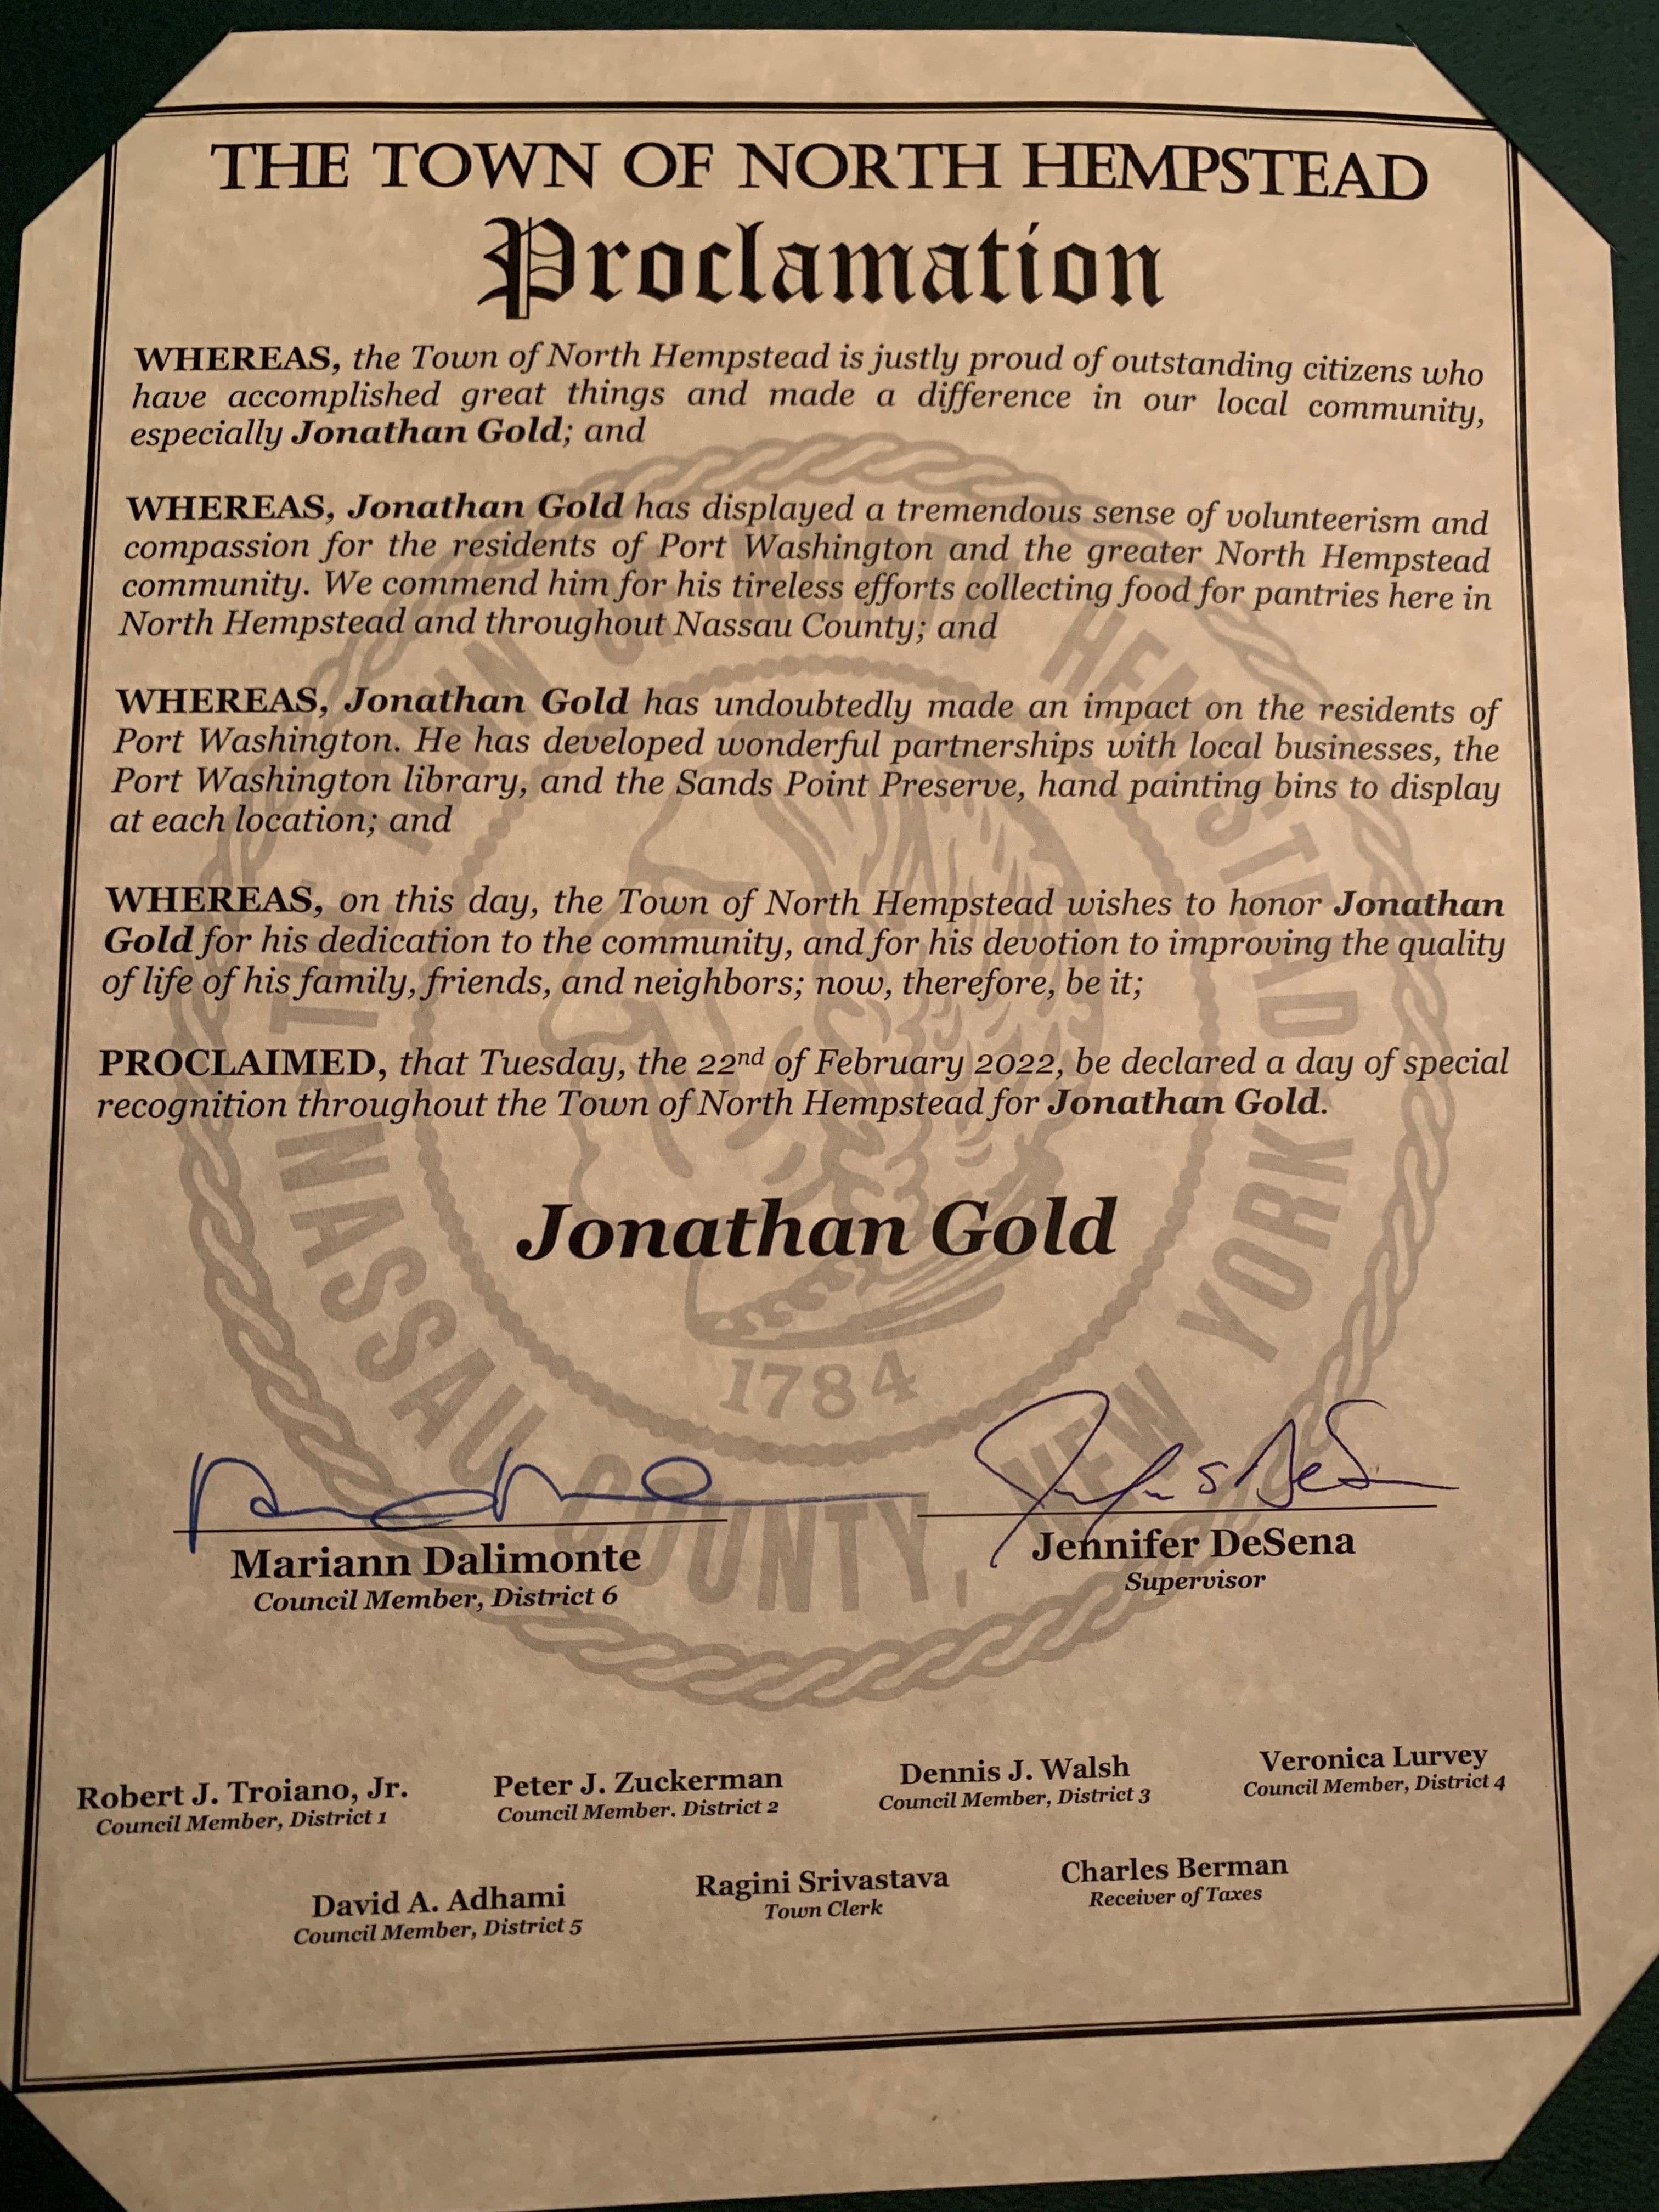 THE TOWN OF NORTH HEMPSTEAD
Proclamation
WHEREAS, the Town of North Hempstead is justly proud of outstanding citizens who
have accomplished great things and made a difference in our local community,
especially Jonathan Gold; and
WHEREAS, Jonathan Gold has displayed a tremendous sense of volunteerism and
compassion for the residents of Port Washington and the greater North Hempstead
community. We commend him for his tireless efforts collecting food for pantries here in
North Hempstead and throughout Nassau County; and
WHEREAS, Jonathan Gold has undoubtedly made an impact on the residents of
Port Washington. He has developed wonderful partnerships with local businesses, the
Port Washington library, and the Sands Point Preserve, hand painting bins to display
at each location; and
WHEREAS, on this day, the Town of North Hempstead wishes to honor Jonathan
Gold for his dedication to the community, and for his devotion to improving the quality
of life of his family, friends, and neighbors; now, therefore, be it;
PROCLAIMED, that Tuesday, the 22nd of February 2022, be declared a day of special
recognition throughout the Town of North Hempstead for Jonathan Gold.
Jonathan Gold
1784
NASSAU COUNTY, NEW YORK
Mariann Dalimonte
Council Member, District 6
Jennifer DeSena
Supervisor
Robert J. Troiano, Jr.
Council Member, District 1
Peter J. Zuckerman
Council Member. District 2
Dennis J. Walsh
Council Member, District 3
Veronica Lurvey
Council Member, District 4
David A. Adhami
Council Member, District 5
Ragini Srivastava
Town Clerk
Charles Berman
Receiver of Taxes